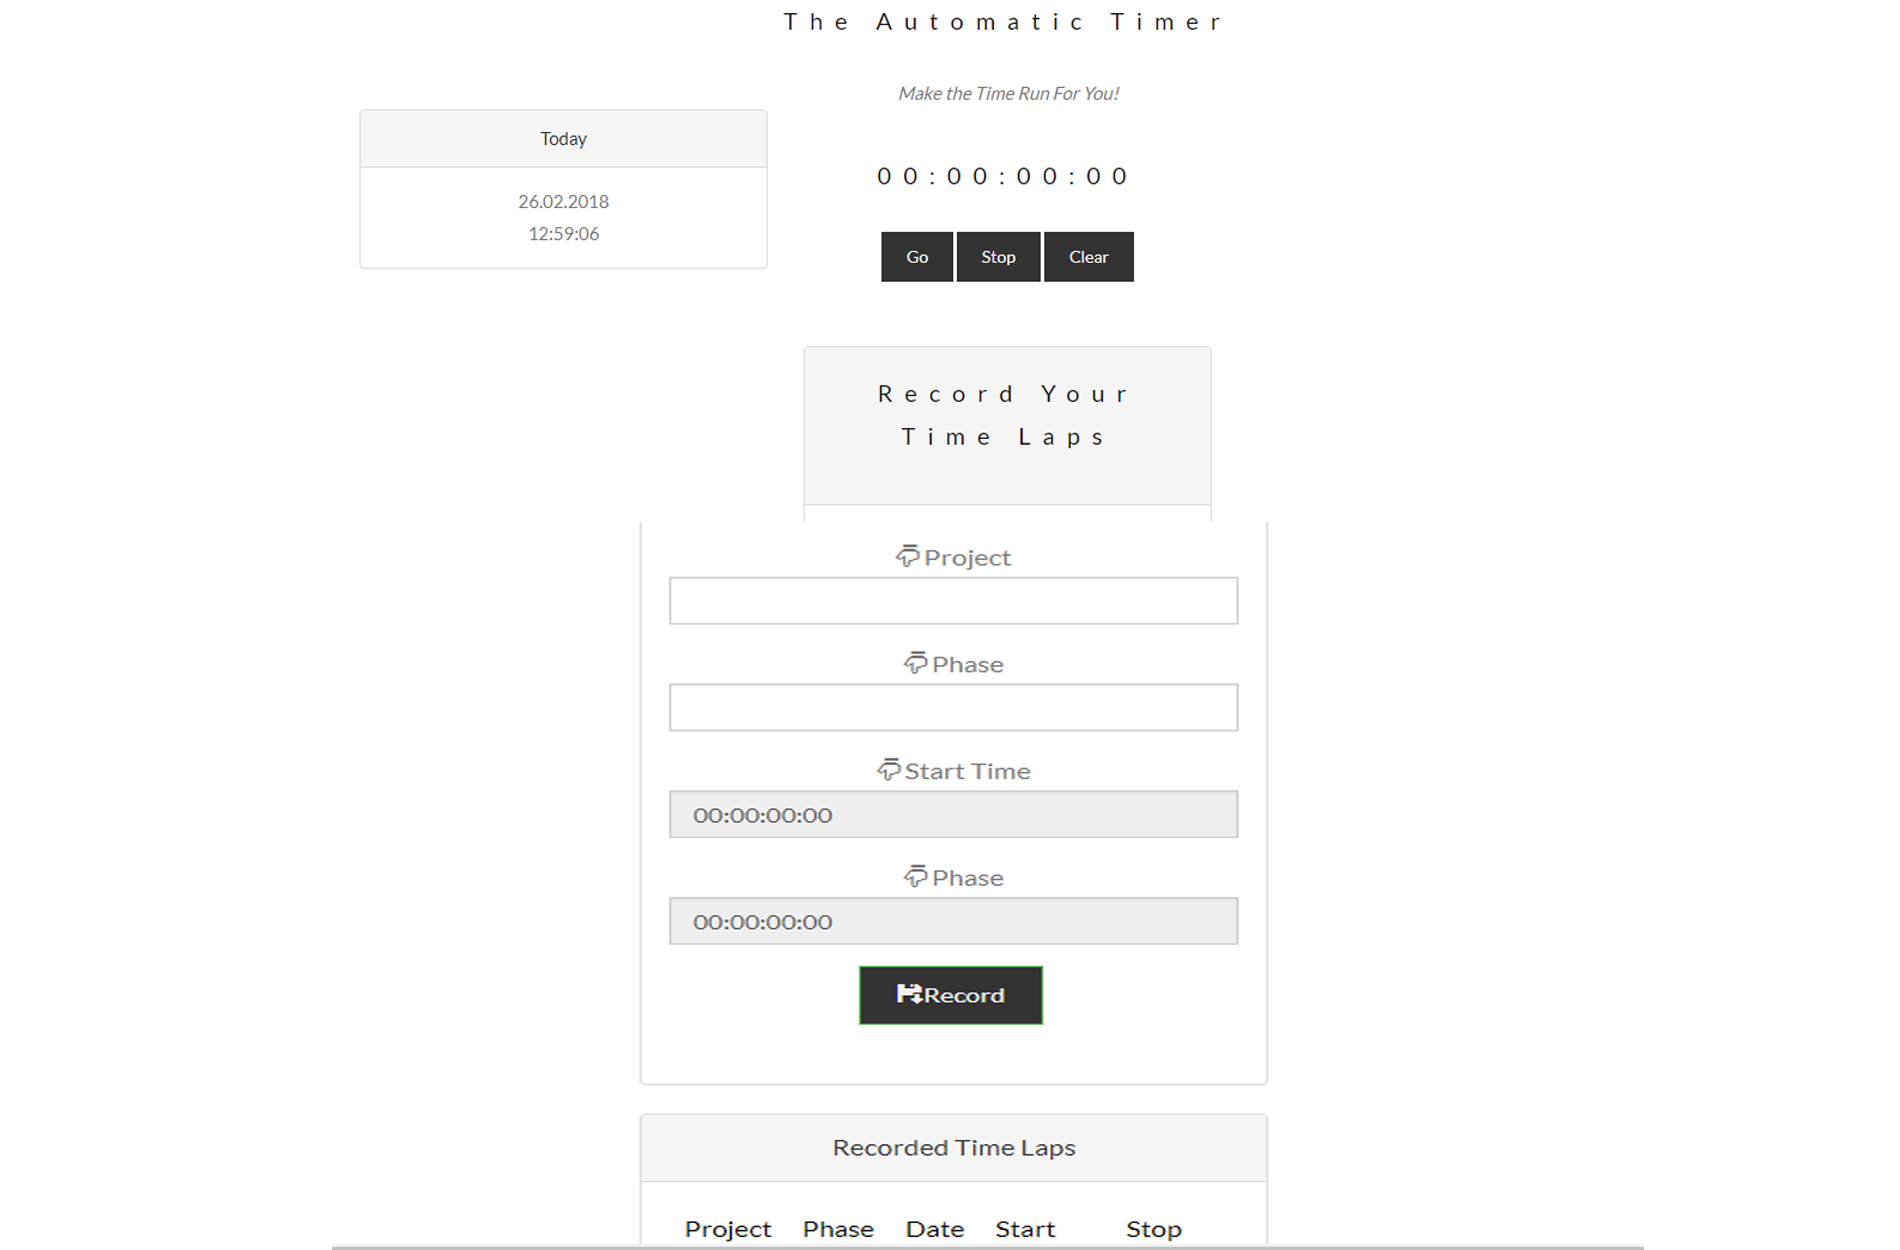 The Automatic Timer
Make the Time Run For You!
Today
26.02.2018
12:59:06
00:00:00:00
Go Stop Clear
Record Your
Time Laps
Project
Phase
Start Time
00:00:00:00
Phase
00:00:00:00
Record
Recorded Time Laps
Project Phase Date Start Stop